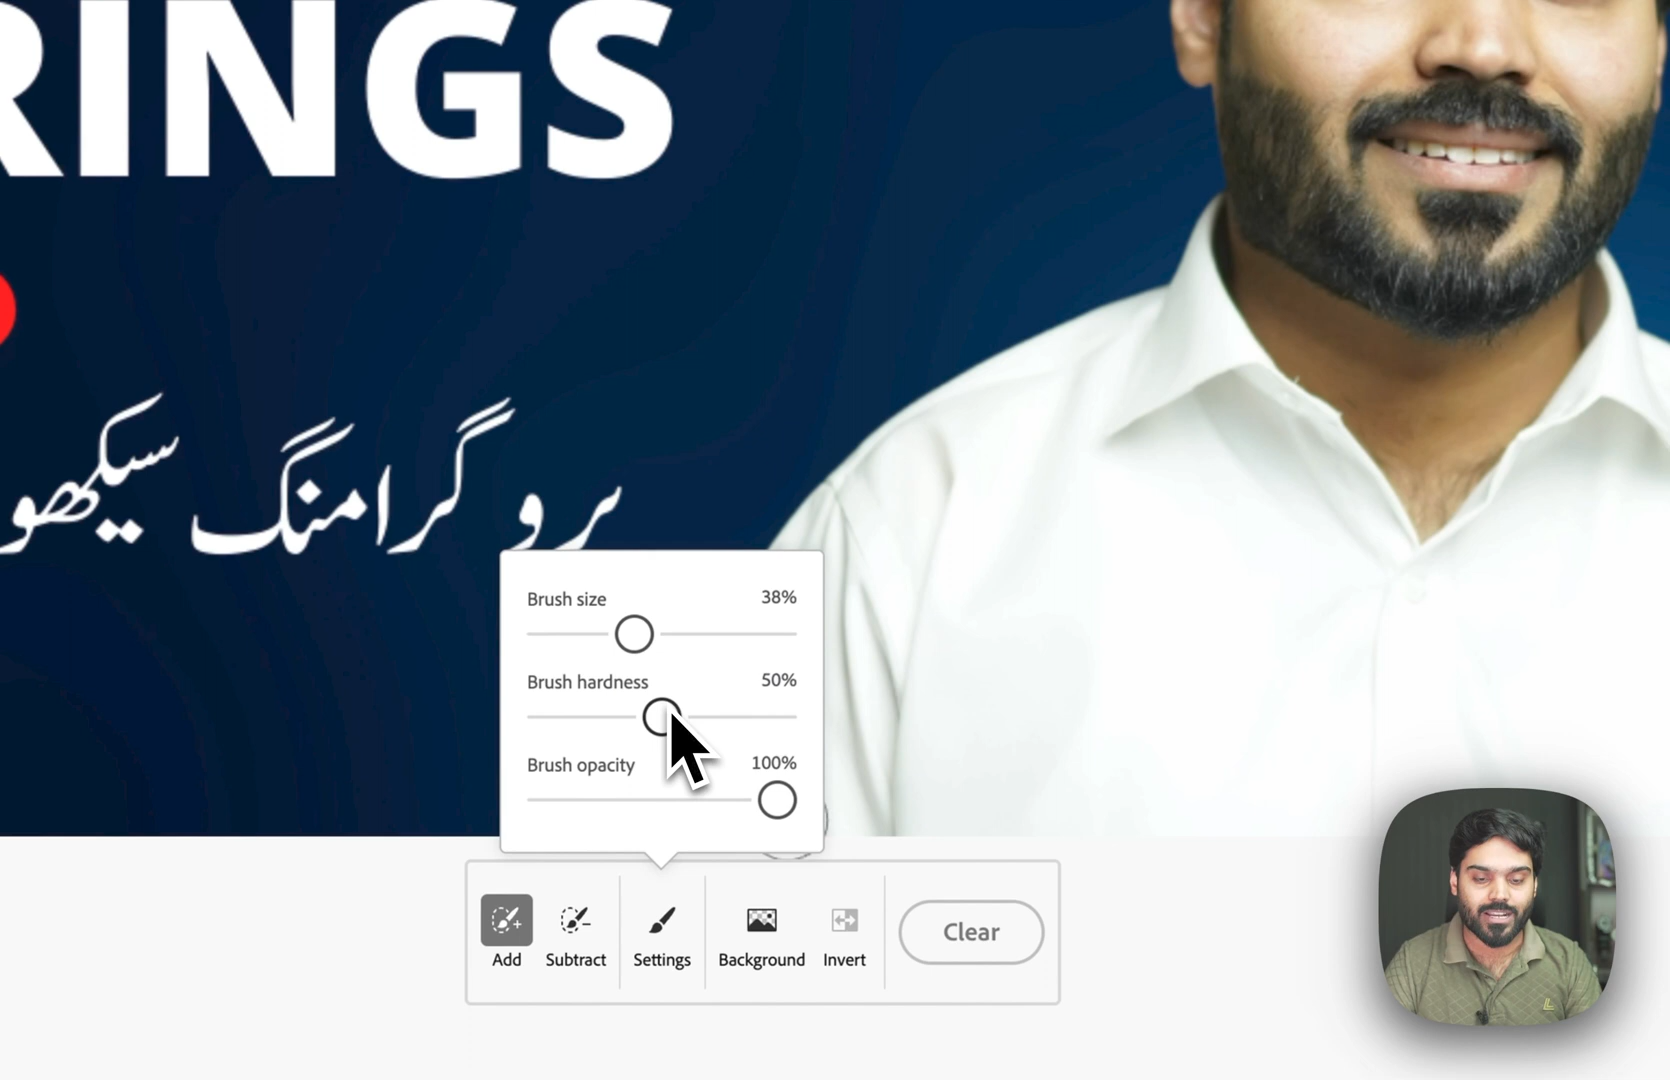 RINGS
پروگرامنگ سیکھو
Brush size 38%
Brush hardness 50%
Brush opacity 100%
Add Subtract Settings Background Invert Clear